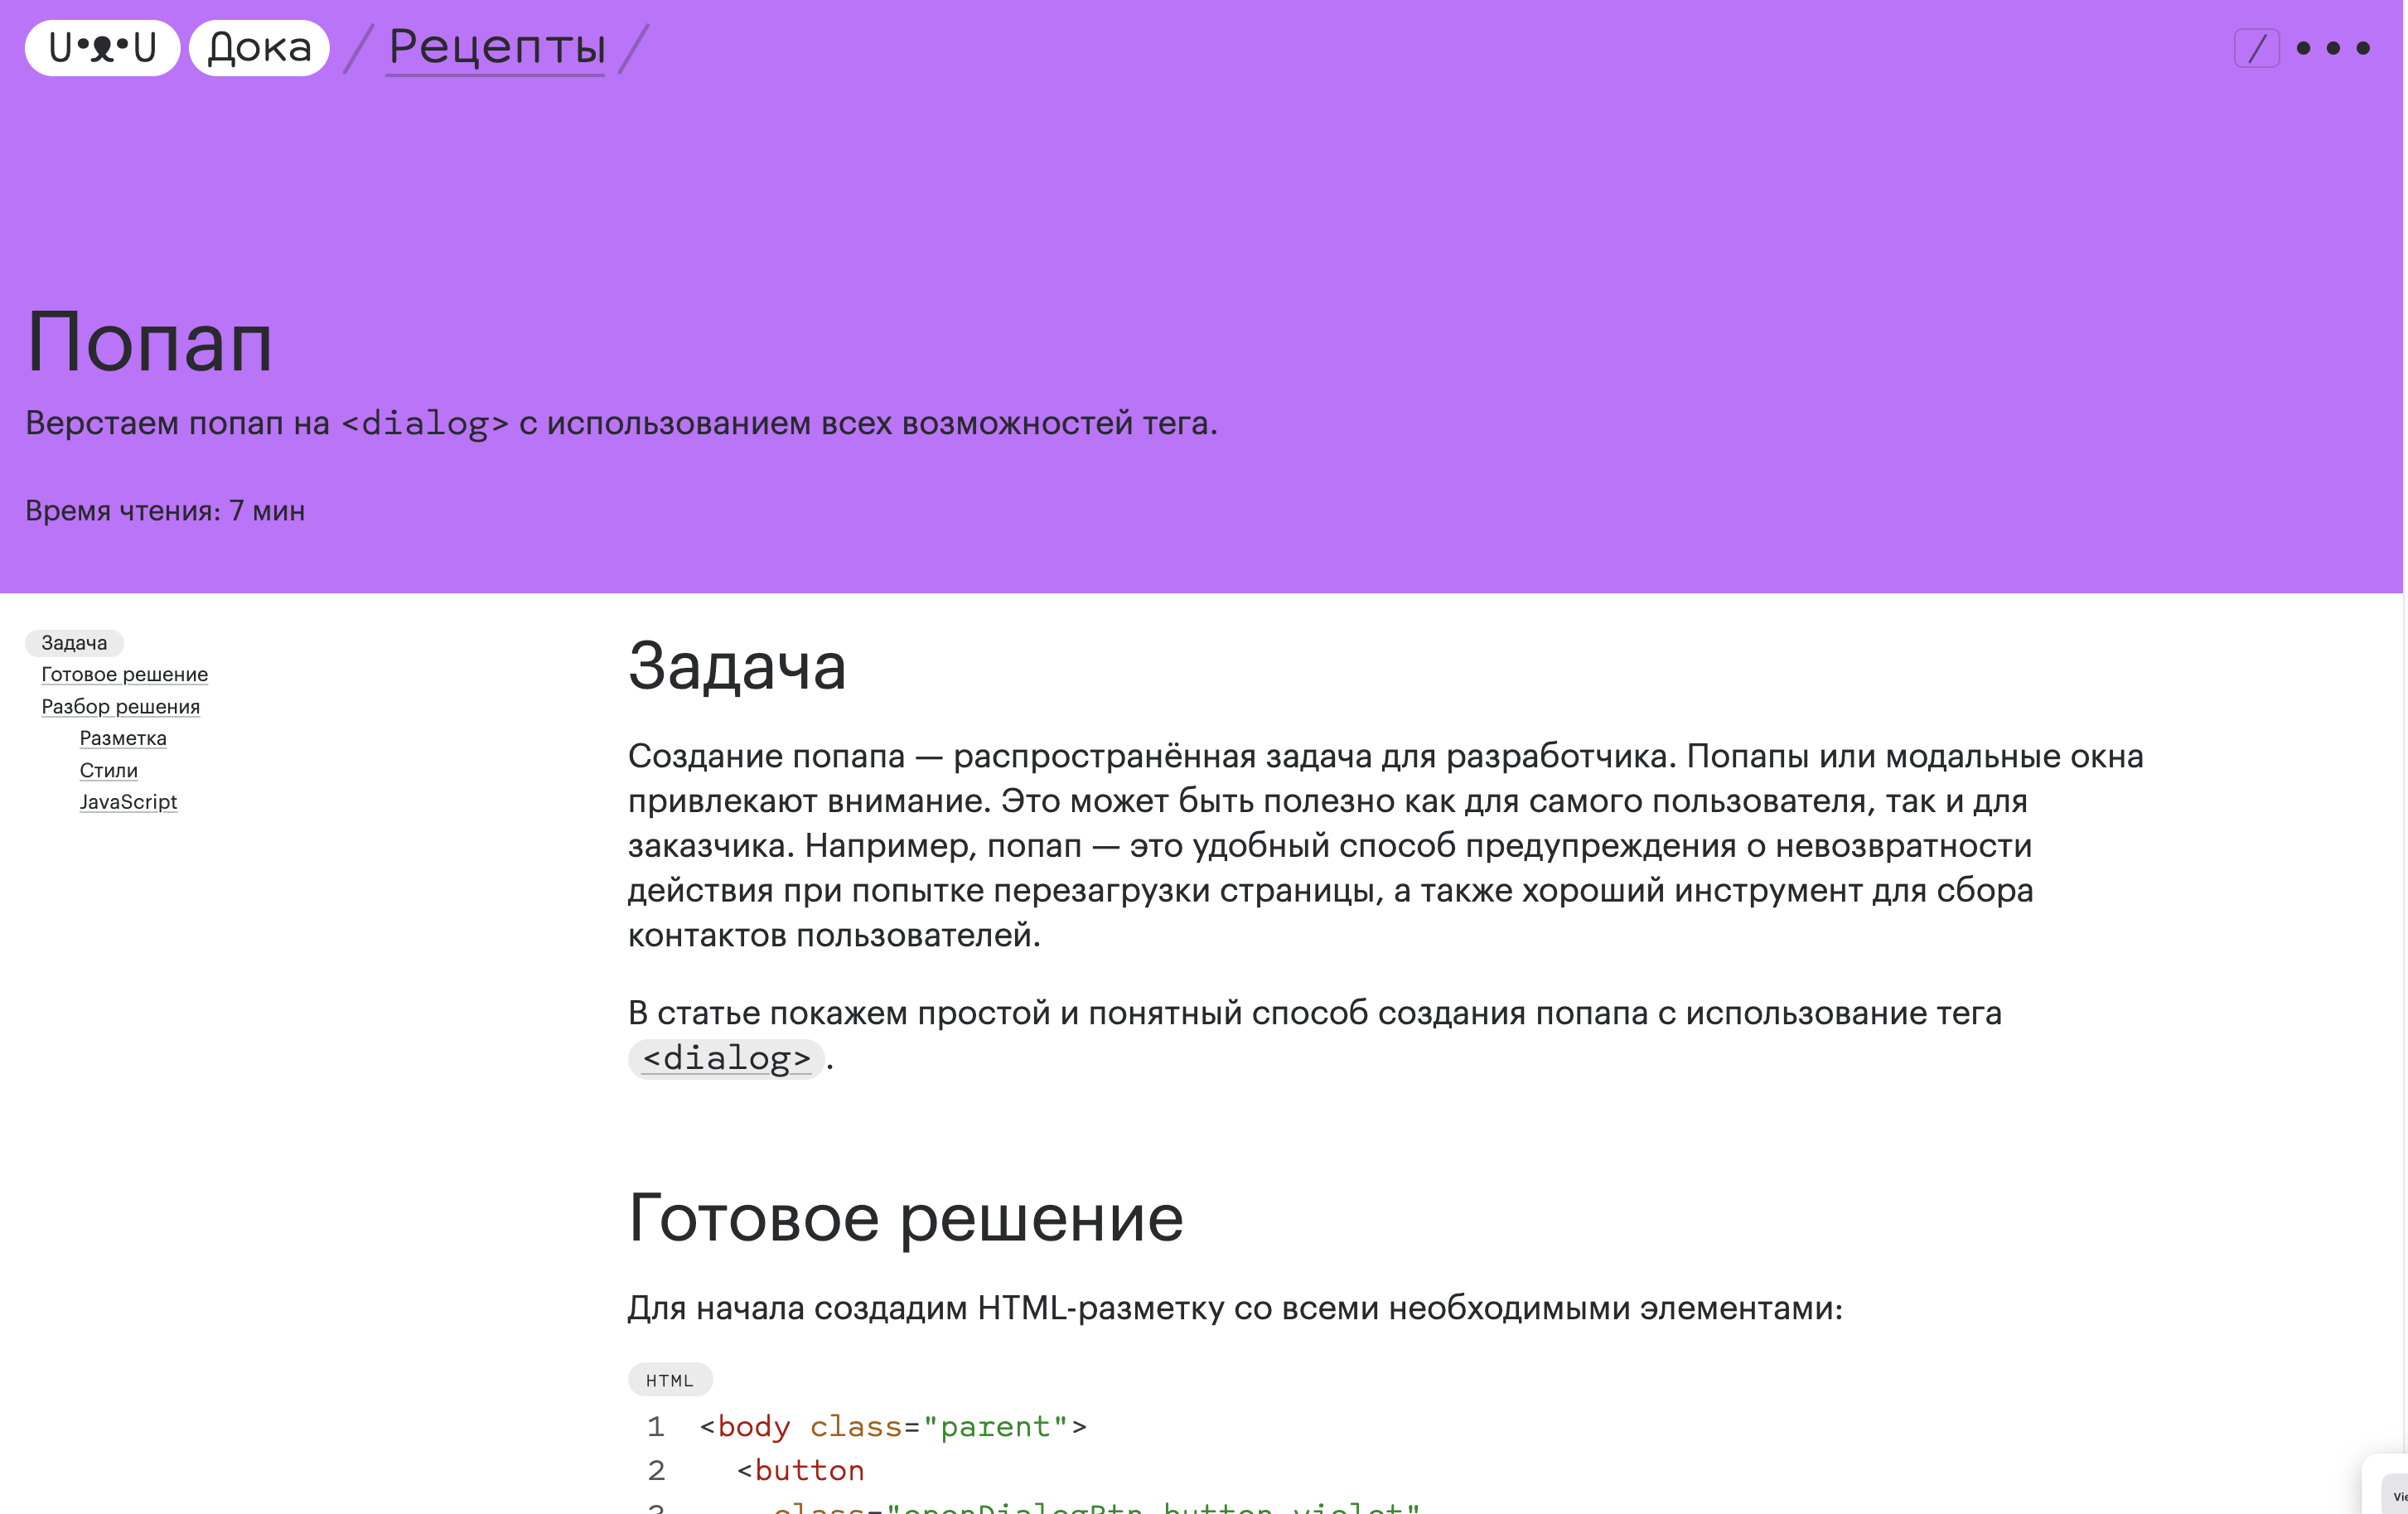 Дока / Рецепты /
/
Попап
Верстаем попап на <dialog> с использованием всех возможностей тега.
Время чтения: 7 мин
Задача
Готовое решение
Разбор решения
Разметка
Стили
JavaScript
Задача
Создание попапа — распространённая задача для разработчика. Попапы или модальные окна
привлекают внимание. Это может быть полезно как для самого пользователя, так и для
заказчика. Например, попап — это удобный способ предупреждения о невозвратности
действия при попытке перезагрузки страницы, а также хороший инструмент для сбора
контактов пользователей.
В статье покажем простой и понятный способ создания попапа с использование тега
<dialog>.
Готовое решение
Для начала создадим HTML-разметку со всеми необходимыми элементами:
HTML
1 <body class="parent">
2 <button
3 class="openDialogBtn button violet"